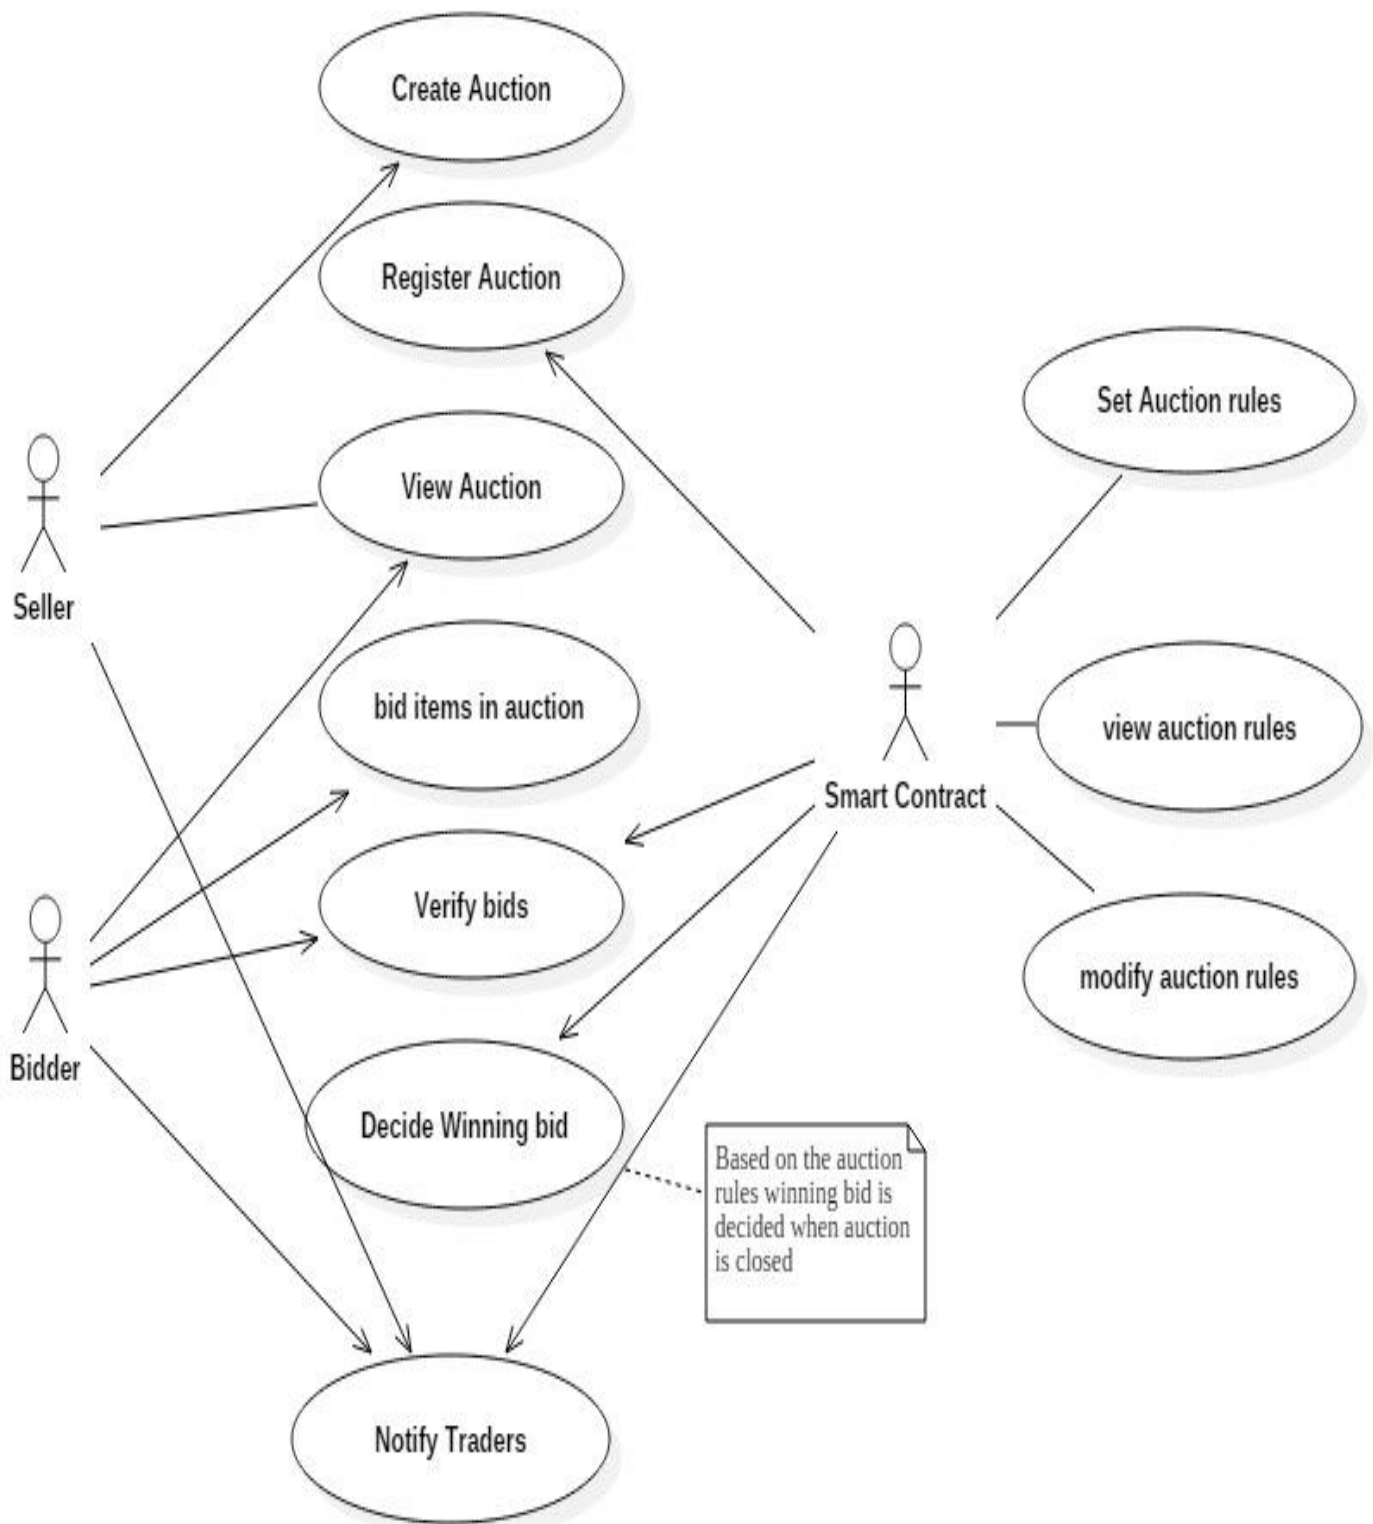 Create Auction
Register Auction
Set Auction rules
View Auction
Seller
bid items in auction
view auction rules
Smart Contract
Verify bids
modify auction rules
Bidder
Decide Winning bid
Based on the auction
rules winning bid is
decided when auction
is closed
Notify Traders